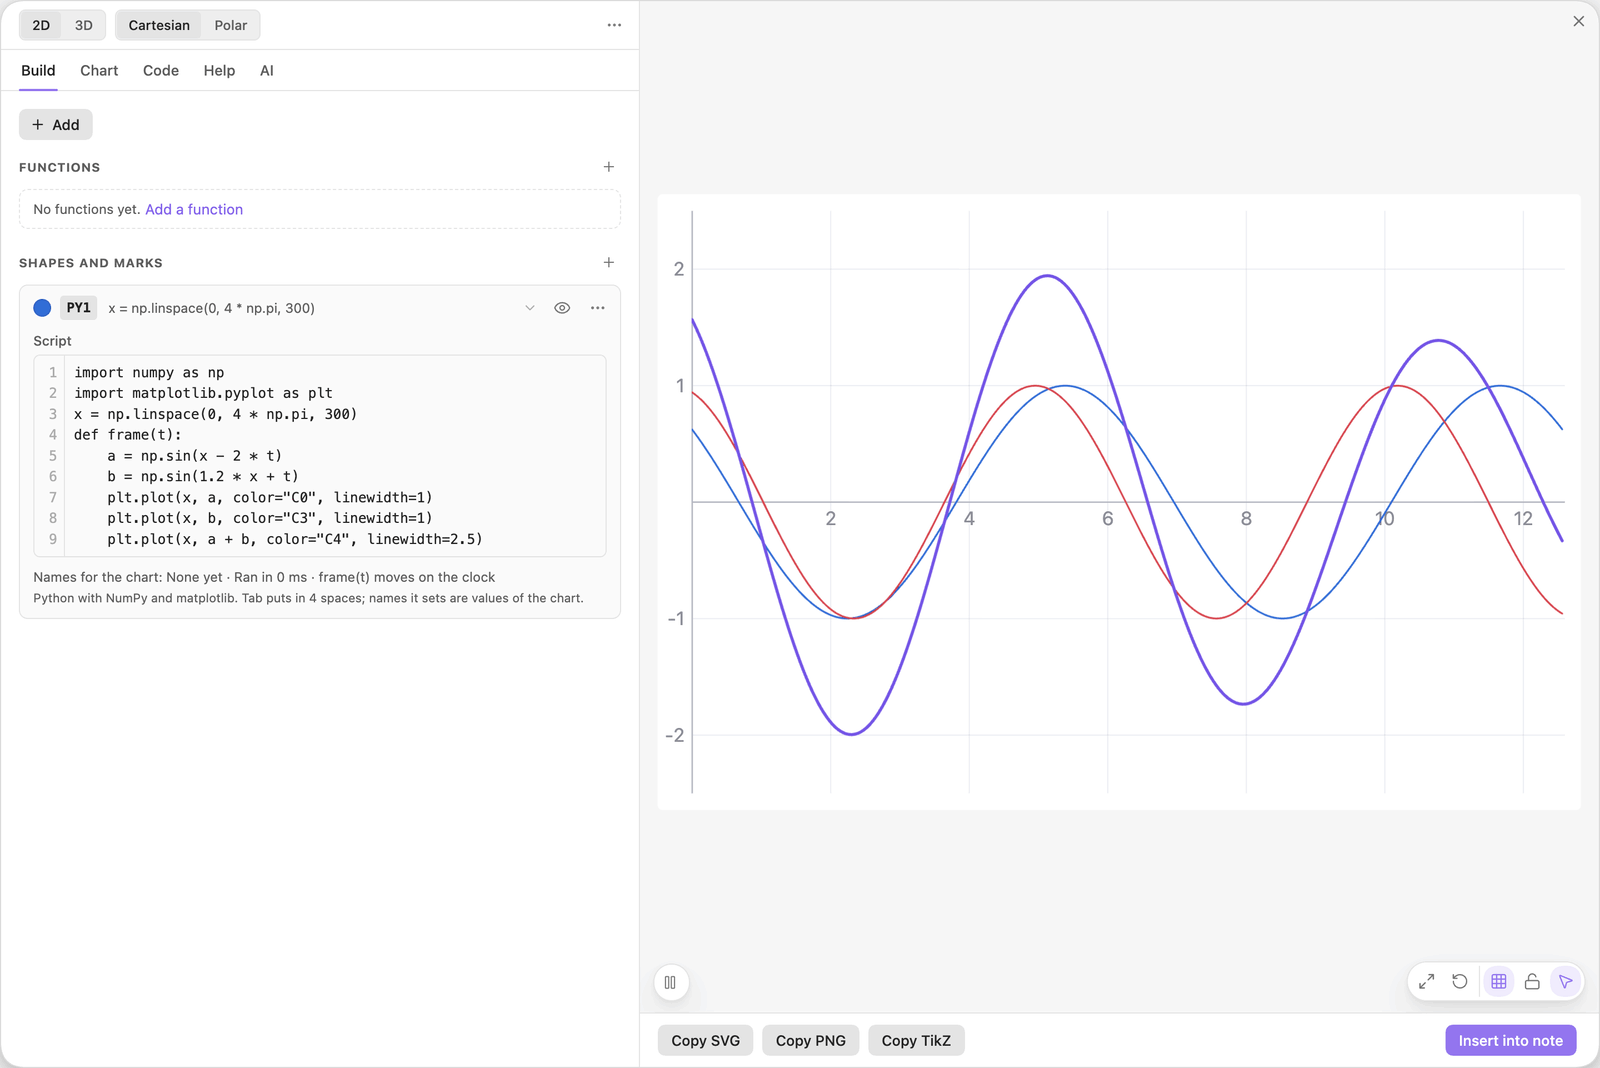 2D 3D Cartesian Polar
Build Chart Code Help AI
+ Add
FUNCTIONS
No functions yet. Add a function
SHAPES AND MARKS
PY1 x = np.linspace(0, 4 * np.pi, 300)
Script
1 import numpy as np
2 import matplotlib.pyplot as plt
3 x = np.linspace(0, 4 * np.pi, 300)
4 def frame(t):
5     a = np.sin(x − 2 * t)
6     b = np.sin(1.2 * x + t)
7     plt.plot(x, a, color="C0", linewidth=1)
8     plt.plot(x, b, color="C3", linewidth=1)
9     plt.plot(x, a + b, color="C4", linewidth=2.5)
Names for the chart: None yet · Ran in 0 ms · frame(t) moves on the clock
Python with NumPy and matplotlib. Tab puts in 4 spaces; names it sets are values of the chart.
2
1
2 4 6 8 10 12
-1
-2
Copy SVG Copy PNG Copy TikZ Insert into note